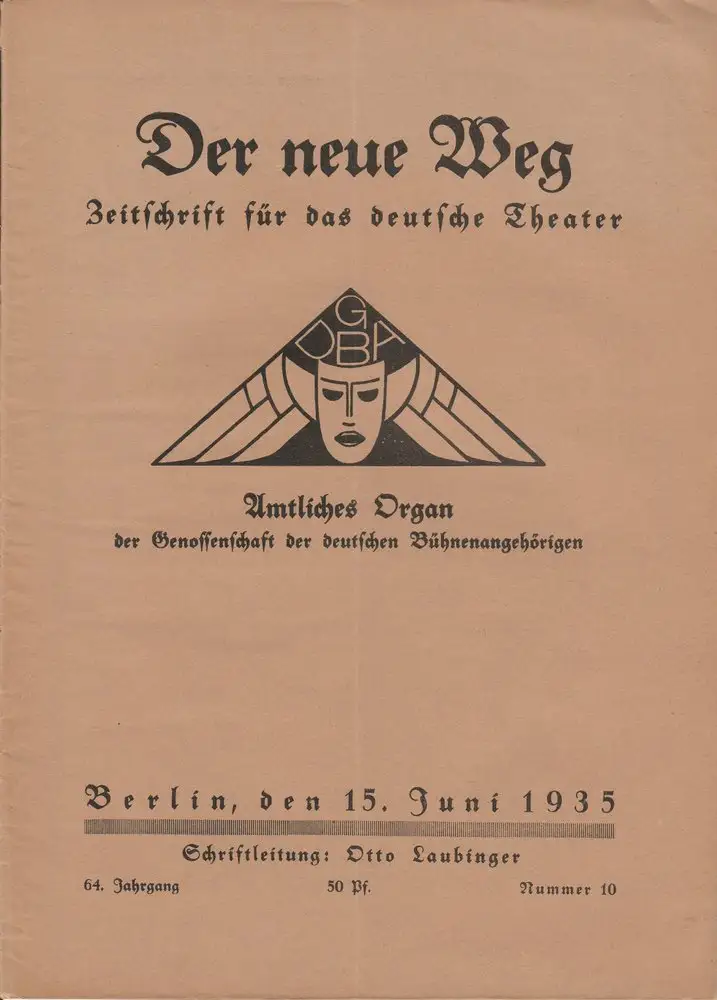 Der neue Weg
Zeitschrift für das deutsche Theater
G
DBA
Amtliches Organ
der Genossenschaft der deutschen Bühnenangehörigen
Berlin, den 15. Juni 1935
Schriftleitung: Otto Laubinger
64. Jahrgang 50 Pf. Nummer 10